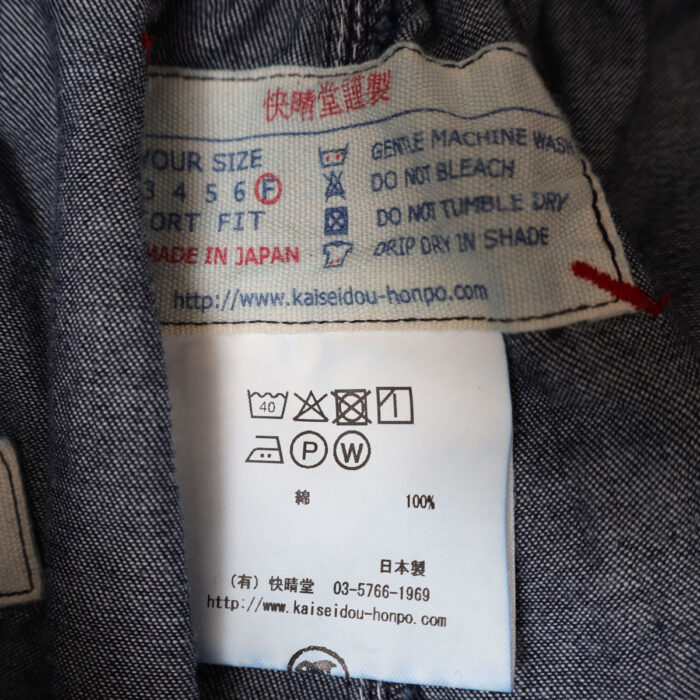 快晴堂謹製
YOUR SIZE
3 4 5 6 F
ORT FIT
MADE IN JAPAN
GENTLE MACHINE WASH
DO NOT BLEACH
DO NOT TUMBLE DRY
DRIP DRY IN SHADE
http://www.kaiseidou-honpo.com
40
P W
綿 100%
日本製
(有) 快晴堂 03-5766-1969
http://www.kaiseidou-honpo.com